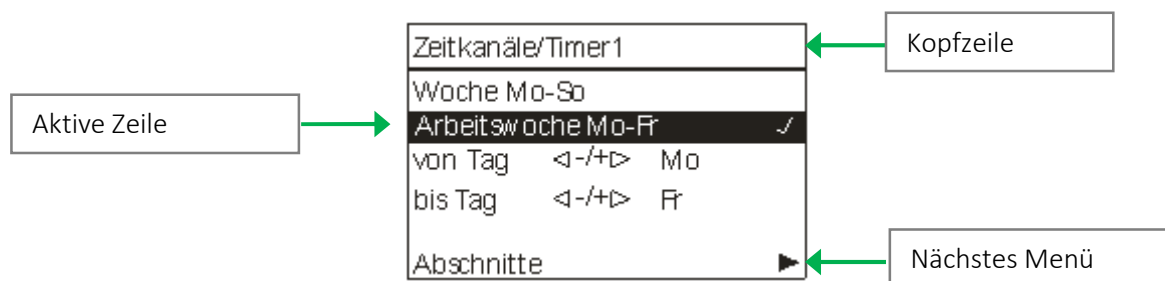 Zeitkanäle/Timer1
Kopfzeile
Woche Mo-So
Aktive Zeile
Arbeitswoche Mo-Fr ✓
von Tag ◁-/+▷ Mo
bis Tag ◁-/+▷ Fr
Abschnitte ▶
Nächstes Menü